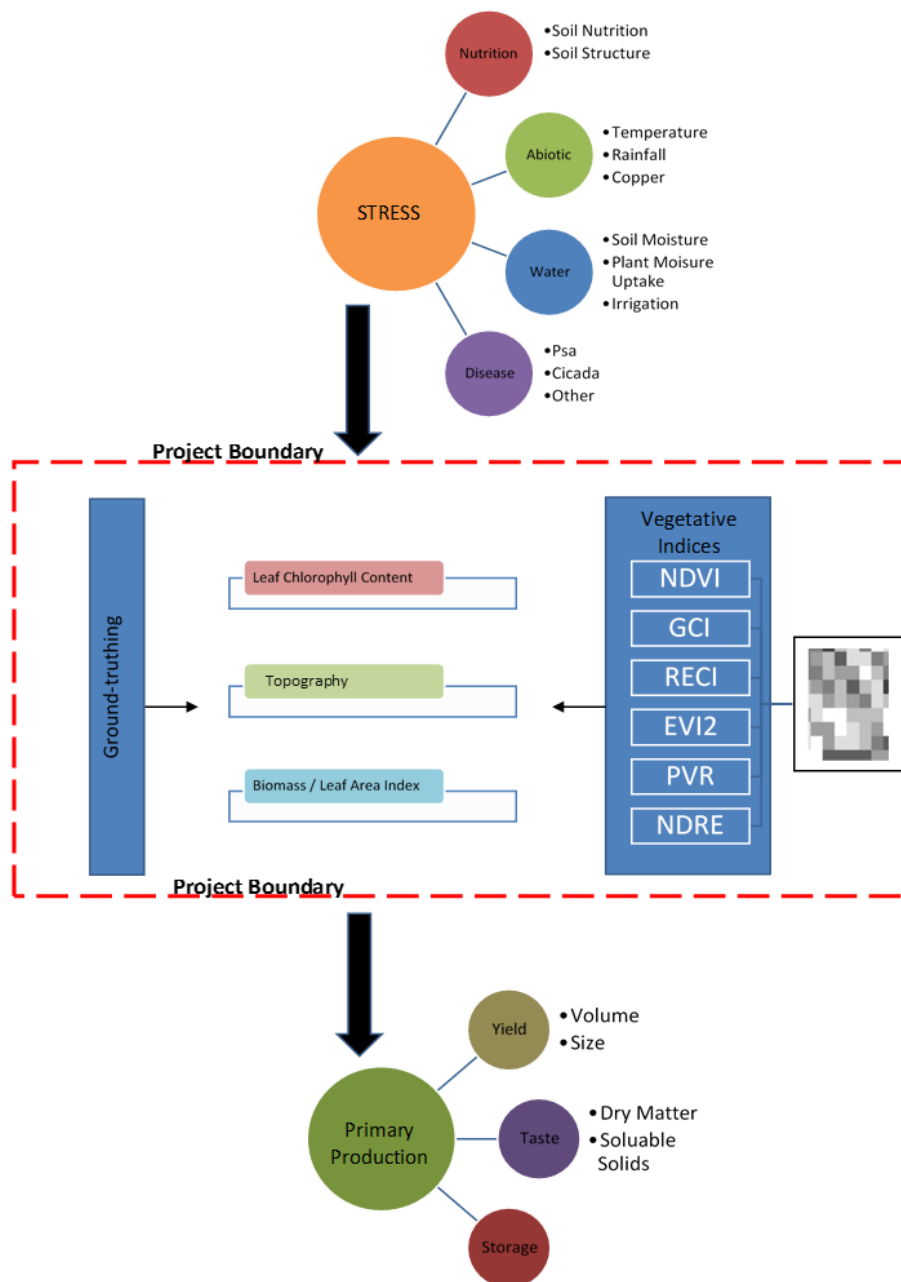 Nutrition
•Soil Nutrition
•Soil Structure
STRESS
Abiotic
•Temperature
•Rainfall
•Copper
Water
•Soil Moisture
•Plant Moisure
Uptake
•Irrigation
Disease
•Psa
•Cicada
•Other
Project Boundary
Ground-truthing
Leaf Chlorophyll Content
Topography
Biomass / Leaf Area Index
Vegetative
Indices
NDVI
GCI
RECI
EVI2
PVR
NDRE
Project Boundary
Primary
Production
Yield
•Volume
•Size
Taste
•Dry Matter
•Soluable
Solids
Storage